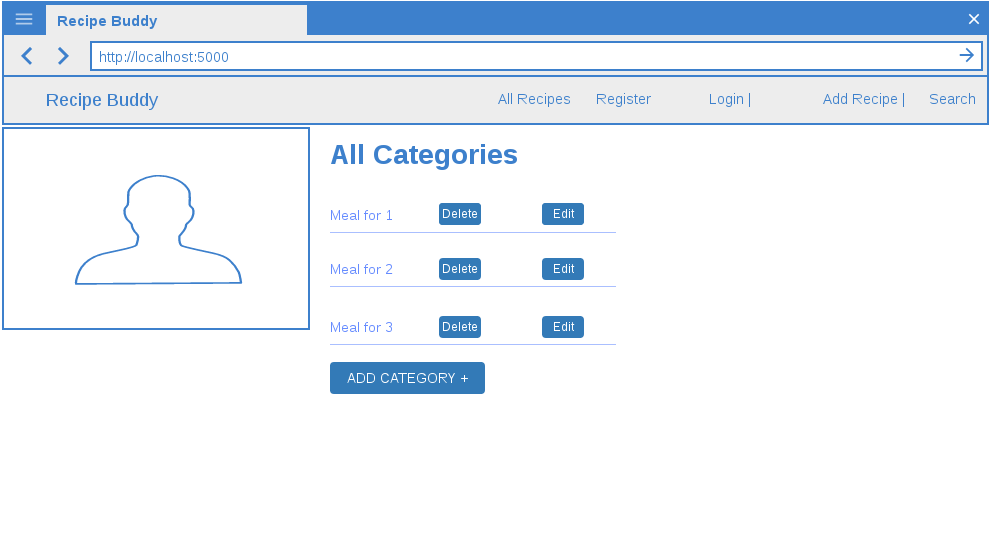 Recipe Buddy
http://localhost:5000
Recipe Buddy All Recipes Register Login | Add Recipe | Search
All Categories
Meal for 1 Delete Edit
Meal for 2 Delete Edit
Meal for 3 Delete Edit
ADD CATEGORY +